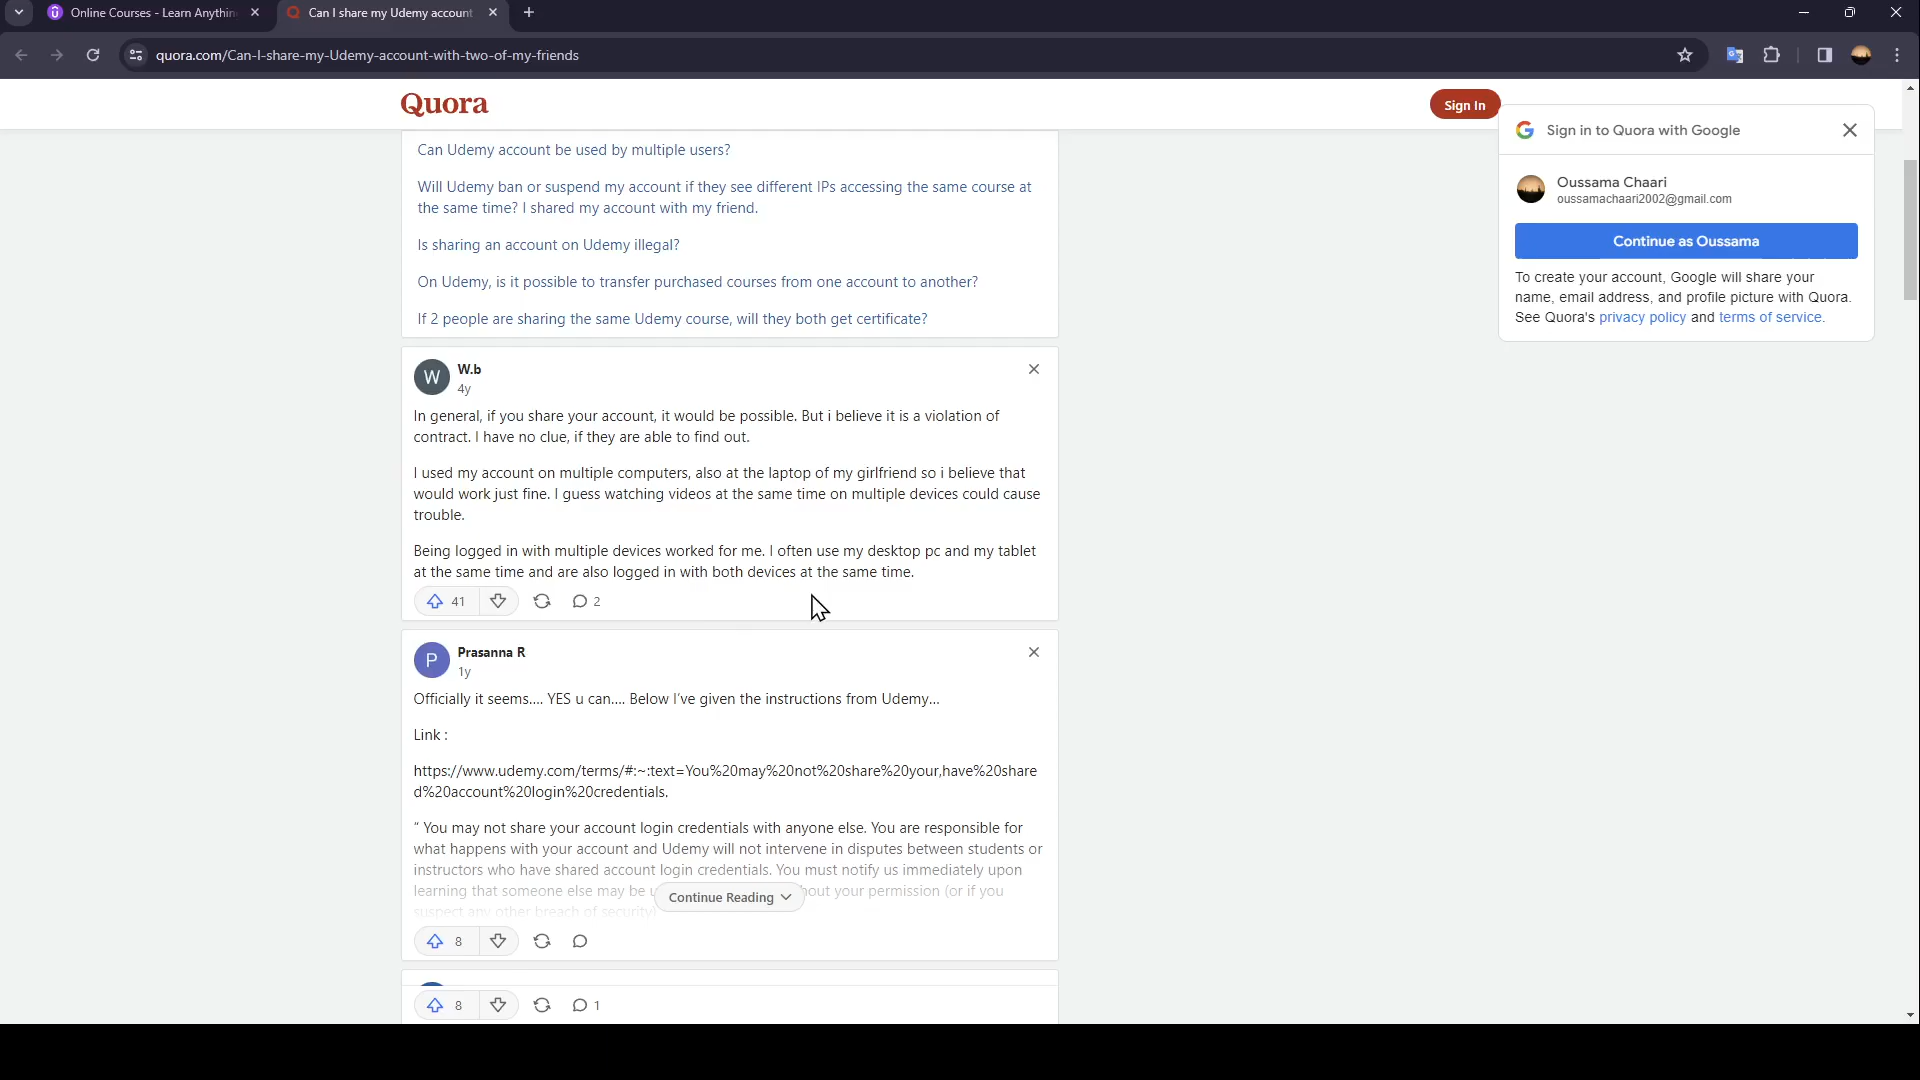 Online Courses - Learn Anythin
Can I share my Udemy account
quora.com/Can-I-share-my-Udemy-account-with-two-of-my-friends
Quora
Sign In
Sign in to Quora with Google
Oussama Chaari
oussamachaari2002@gmail.com
Continue as Oussama
To create your account, Google will share your
name, email address, and profile picture with Quora.
See Quora's privacy policy and terms of service.
Can Udemy account be used by multiple users?
Will Udemy ban or suspend my account if they see different IPs accessing the same course at
the same time? I shared my account with my friend.
Is sharing an account on Udemy illegal?
On Udemy, is it possible to transfer purchased courses from one account to another?
If 2 people are sharing the same Udemy course, will they both get certificate?
W
W.b
4y
In general, if you share your account, it would be possible. But i believe it is a violation of
contract. I have no clue, if they are able to find out.
I used my account on multiple computers, also at the laptop of my girlfriend so i believe that
would work just fine. I guess watching videos at the same time on multiple devices could cause
trouble.
Being logged in with multiple devices worked for me. I often use my desktop pc and my tablet
at the same time and are also logged in with both devices at the same time.
41
2
P
Prasanna R
1y
Officially it seems.... YES u can.... Below I've given the instructions from Udemy...
Link :
https://www.udemy.com/terms/#:~:text=You%20may%20not%20share%20your,have%20share
d%20account%20login%20credentials.
“ You may not share your account login credentials with anyone else. You are responsible for
what happens with your account and Udemy will not intervene in disputes between students or
instructors who have shared account login credentials. You must notify us immediately upon
learning that someone else may be u
out your permission (or if you
suspect any other breach of security)
Continue Reading
8
8
1